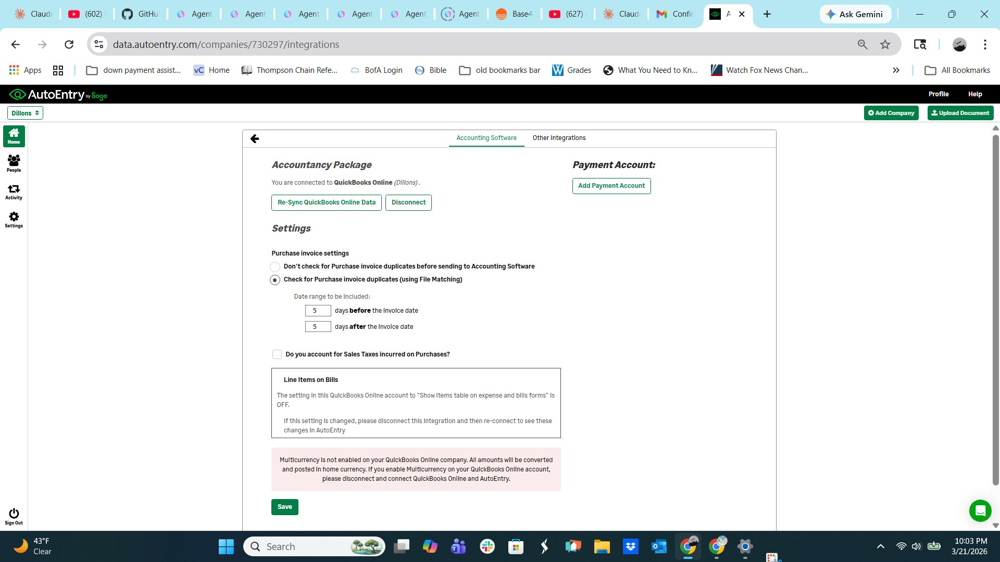 Claud
(602)
GitHu
Agent
Agent
Agent
Agent
Agent
Agent
Base4
(627)
Claud
Confir
A
Ask Gemini
data.autoentry.com/companies/730297/integrations
Apps
down payment assist...
vC Home
Thompson Chain Refe...
BofA Login
Bible
old bookmarks bar
W Grades
What You Need to Kn...
Watch Fox News Chan...
All Bookmarks
AutoEntry by Sage
Profile
Help
Dillons
Add Company
Upload Document
Home
People
Activity
Settings
Sign Out
Accounting Software
Other Integrations
Accountancy Package
You are connected to QuickBooks Online (Dillons).
Re-Sync QuickBooks Online Data
Disconnect
Payment Account:
Add Payment Account
Settings
Purchase invoice settings
Don't check for Purchase invoice duplicates before sending to Accounting Software
Check for Purchase invoice duplicates (using File Matching)
Date range to be included:
5 days before the invoice date
5 days after the invoice date
Do you account for Sales Taxes incurred on Purchases?
Line Items on Bills
The setting in this QuickBooks Online account to "Show items table on expense and bills forms" is
OFF.
If this setting is changed, please disconnect this integration and then re-connect to see these
changes in AutoEntry
Multicurrency is not enabled on your QuickBooks Online company. All amounts will be converted
and posted in home currency. If you enable Multicurrency on your QuickBooks Online account,
please disconnect and connect QuickBooks Online and AutoEntry.
Save
43°F
Clear
Search
10:03 PM
3/21/2026